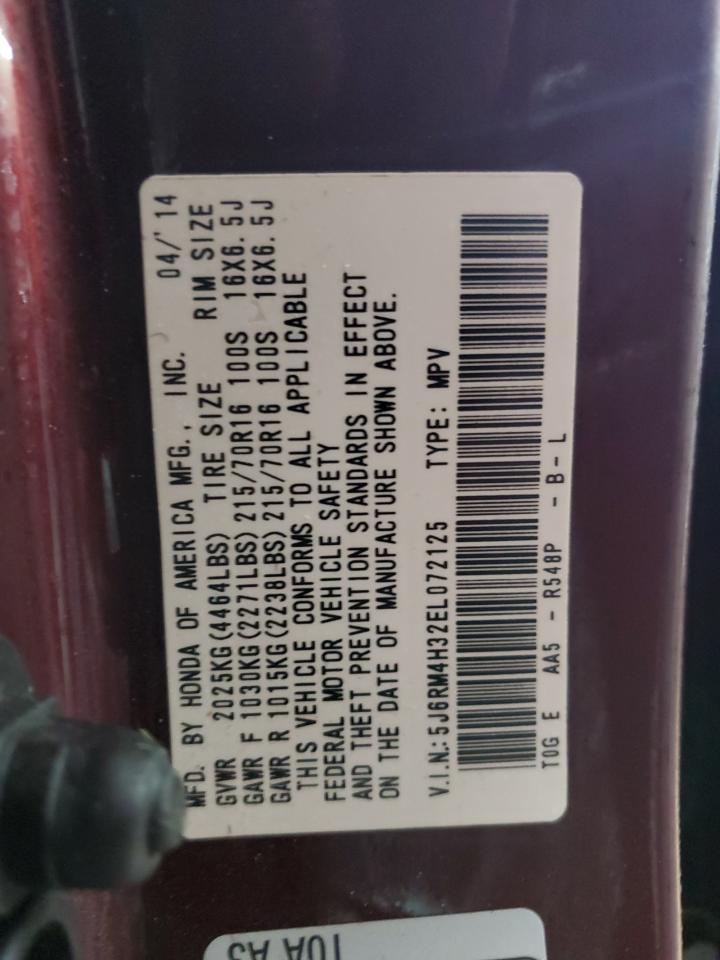 MFD. BY HONDA OF AMERICA MFG., INC. 04/'14
GVWR 2025KG(4464LBS) TIRE SIZE RIM SIZE
GAWR F 1030KG(2271LBS) 215/70R16 100S 16X6.5J
GAWR R 1015KG(2238LBS) 215/70R16 100S 16X6.5J
THIS VEHICLE CONFORMS TO ALL APPLICABLE
FEDERAL MOTOR VEHICLE SAFETY
AND THEFT PREVENTION STANDARDS IN EFFECT
ON THE DATE OF MANUFACTURE SHOWN ABOVE.
V.I.N.:5J6RM4H32EL072125 TYPE: MPV
T0G E AA5 - R548P - B - L